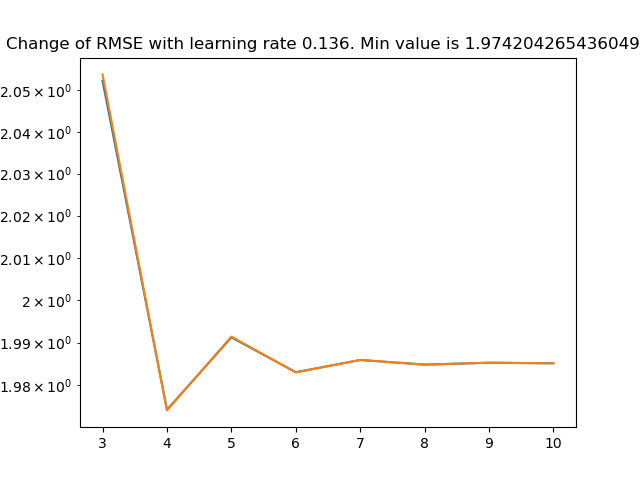 Change of RMSE with learning rate 0.136. Min value is 1.974204265436049
2.05 × 10⁰
2.04 × 10⁰
2.03 × 10⁰
2.02 × 10⁰
2.01 × 10⁰
2 × 10⁰
1.99 × 10⁰
1.98 × 10⁰
3 4 5 6 7 8 9 10